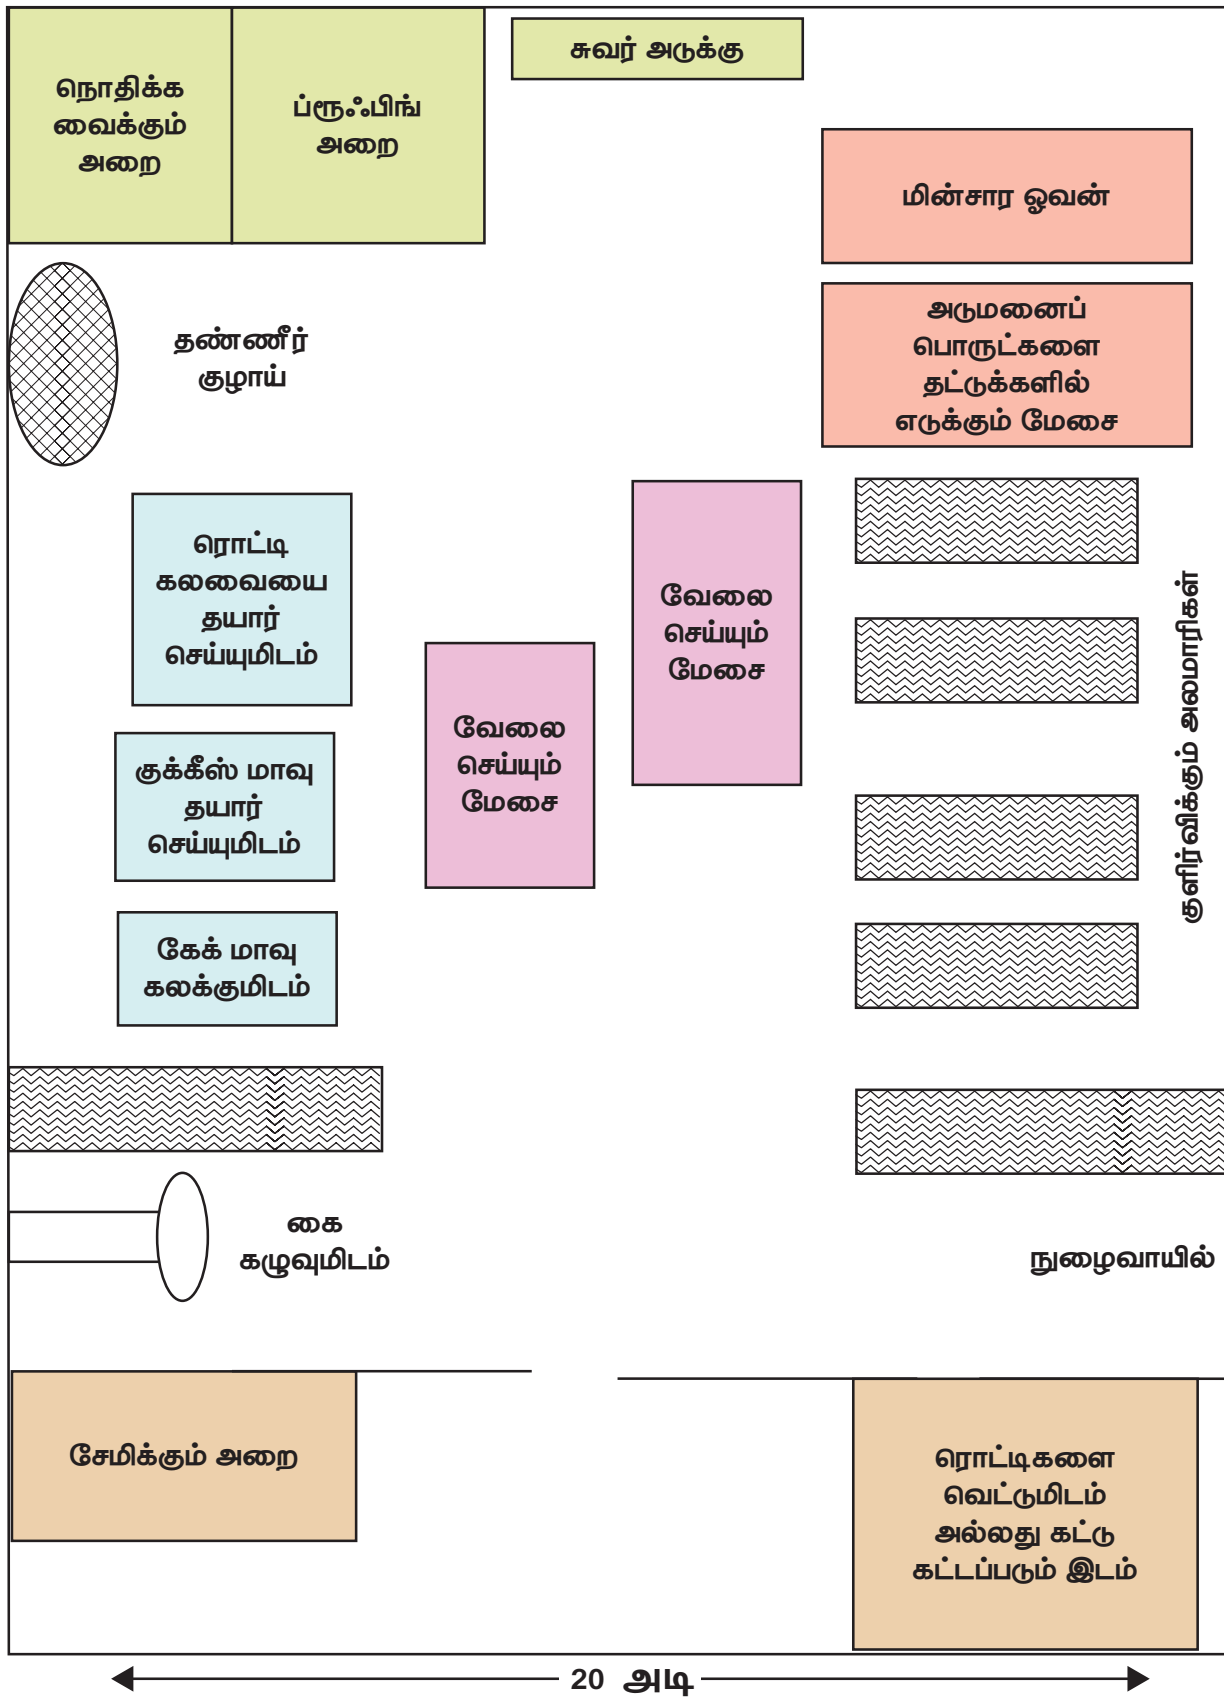 நொதிக்க
வைக்கும்
அறை
ப்ரூஃபிங்
அறை
சுவர் அடுக்கு
மின்சார ஓவன்
அடுமனைப்
பொருட்களை
தட்டுக்களில்
எடுக்கும் மேசை
தண்ணீர்
குழாய்
ரொட்டி
கலவையை
தயார்
செய்யுமிடம்
வேலை
செய்யும்
மேசை
வேலை
செய்யும்
மேசை
குளிர்விக்கும் அலமாரிகள்
குக்கீஸ் மாவு
தயார்
செய்யுமிடம்
கேக் மாவு
கலக்குமிடம்
கை
கழுவுமிடம்
நுழைவாயில்
சேமிக்கும் அறை
ரொட்டிகளை
வெட்டுமிடம்
அல்லது கட்டு
கட்டப்படும் இடம்
20 அடி